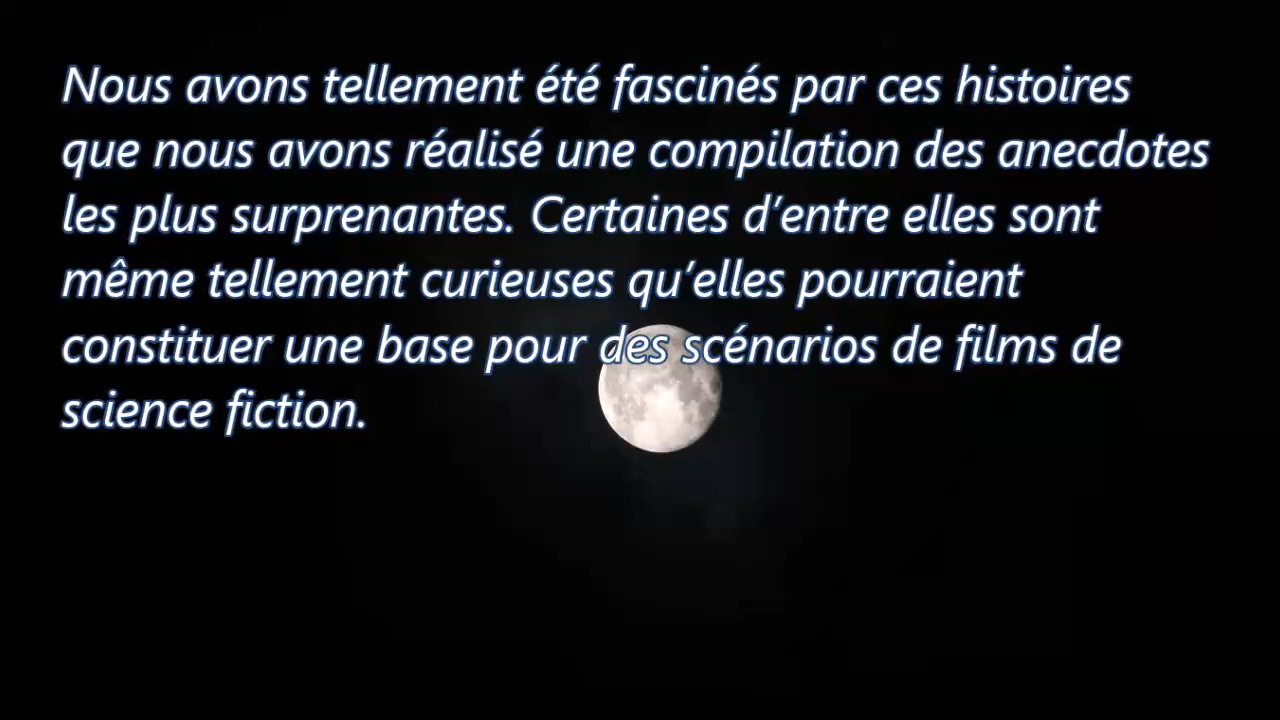 Nous avons tellement été fascinés par ces histoires
que nous avons réalisé une compilation des anecdotes
les plus surprenantes. Certaines d’entre elles sont
même tellement curieuses qu’elles pourraient
constituer une base pour des scénarios de films de
science fiction.